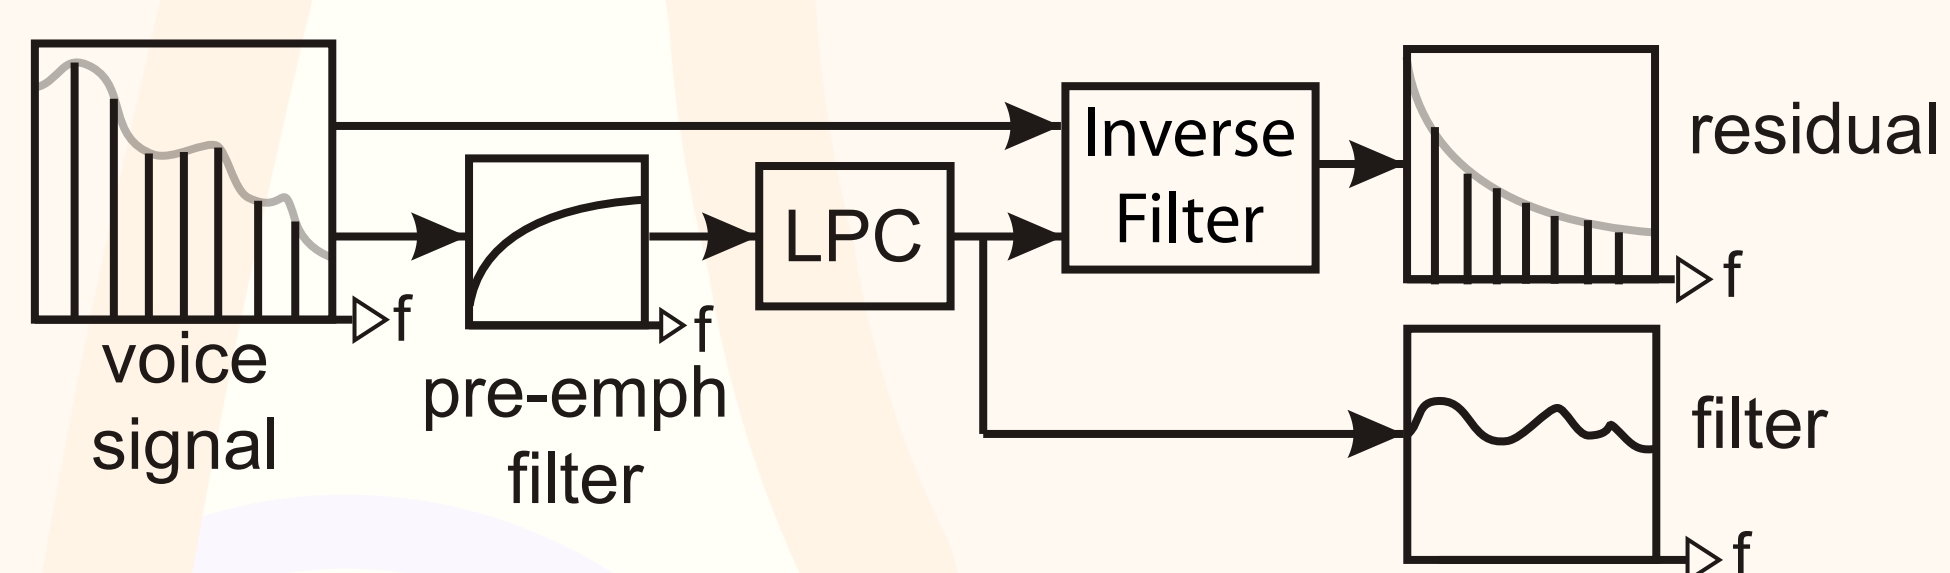 voice
signal
f
pre-emph
filter
f
LPC
Inverse
Filter
residual
f
filter
f